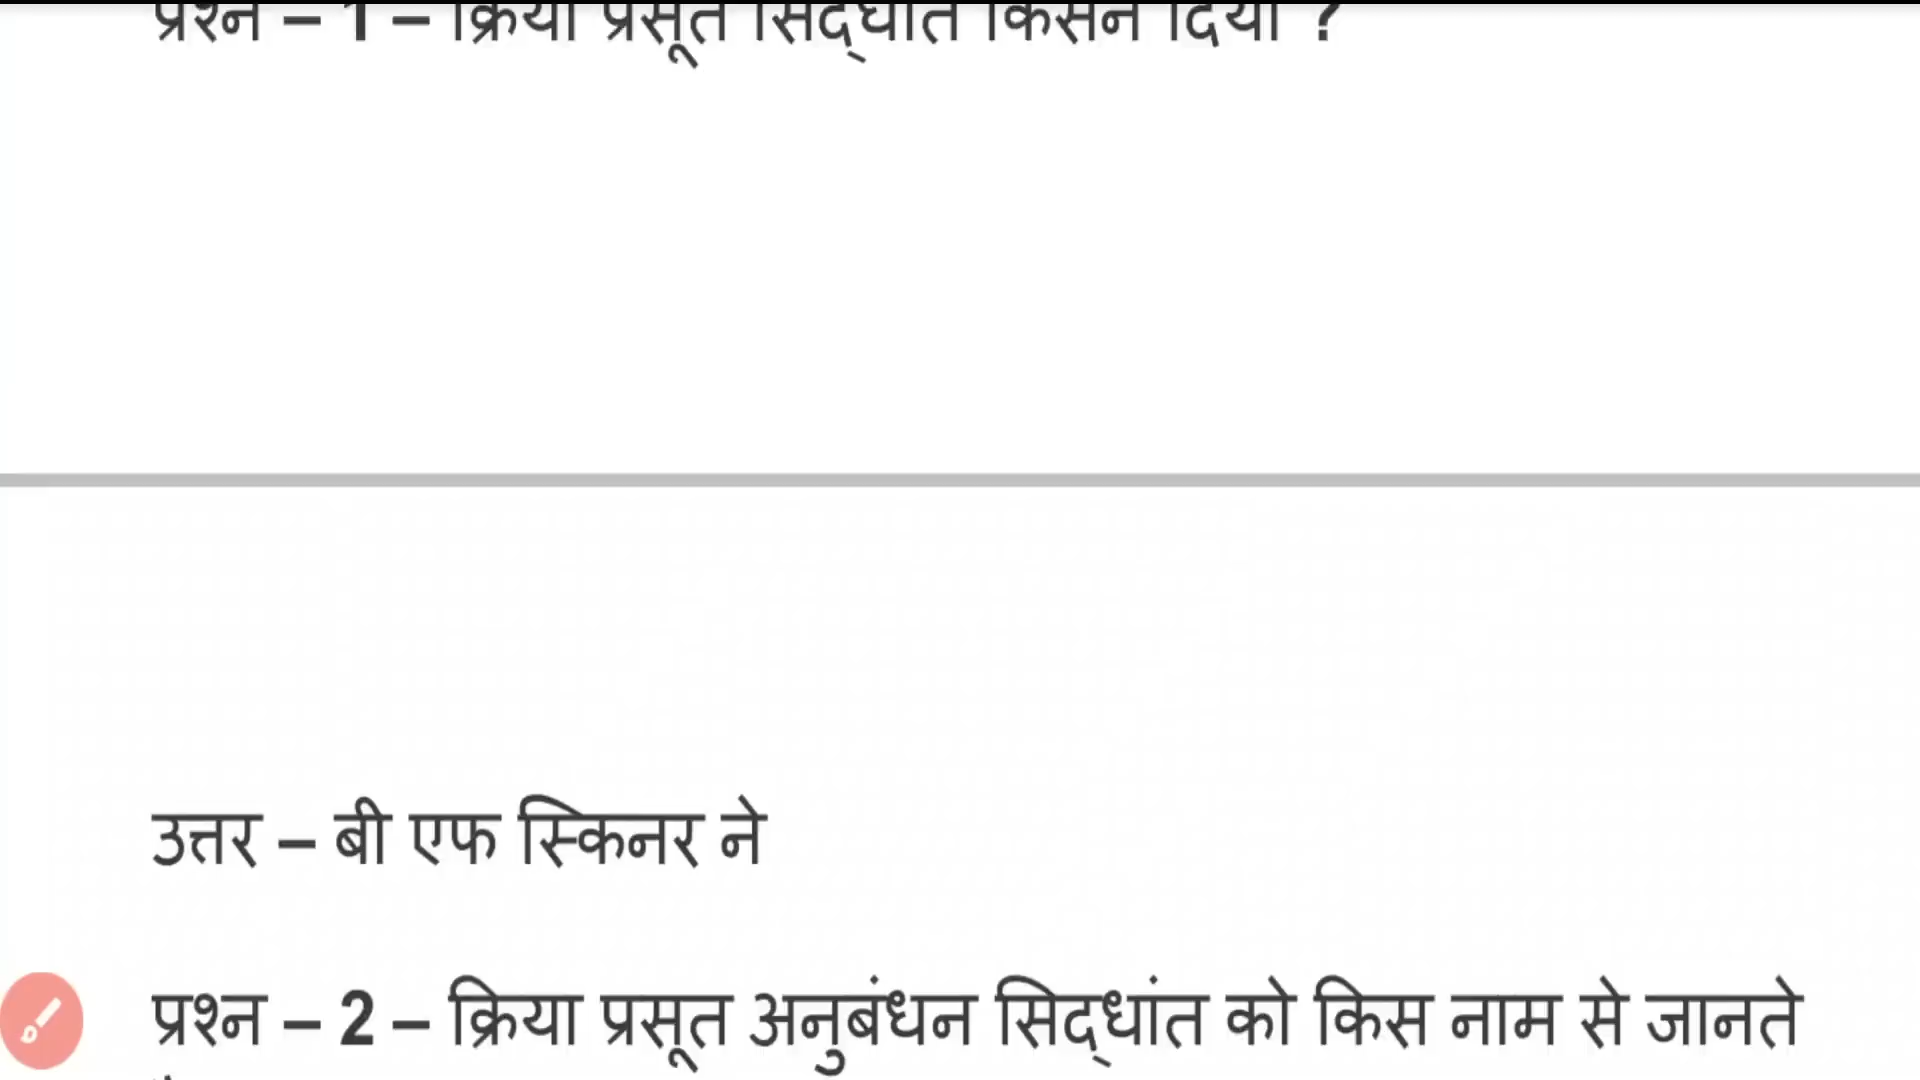 प्रश्न – 1 – क्रिया प्रसूत सिद्धांत किसने दिया ?
उत्तर – बी एफ स्किनर ने
प्रश्न – 2 – क्रिया प्रसूत अनुबंधन सिद्धांत को किस नाम से जानते